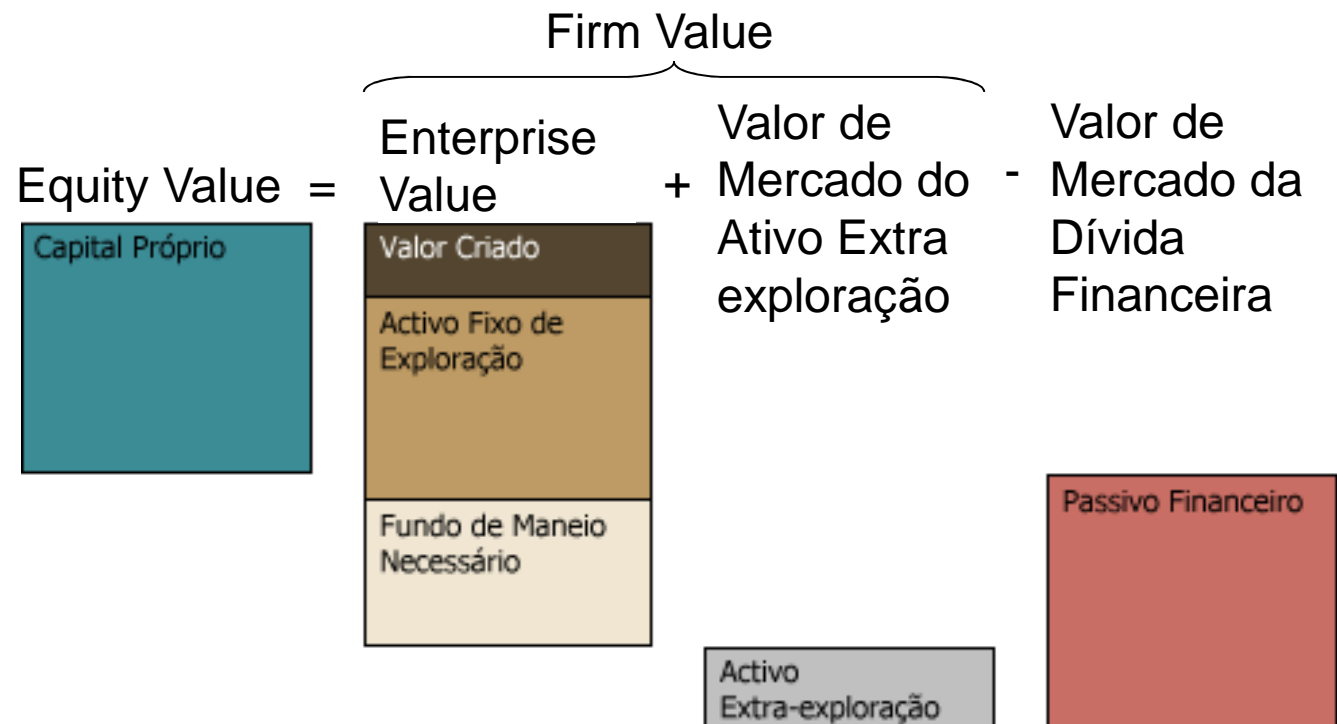 Firm Value
Equity Value =
Enterprise
Value
+
Valor de
Mercado do
Ativo Extra
exploração
-
Valor de
Mercado da
Dívida
Financeira
Capital Próprio
Valor Criado
Activo Fixo de
Exploração
Fundo de Maneio
Necessário
Activo
Extra-exploração
Passivo Financeiro